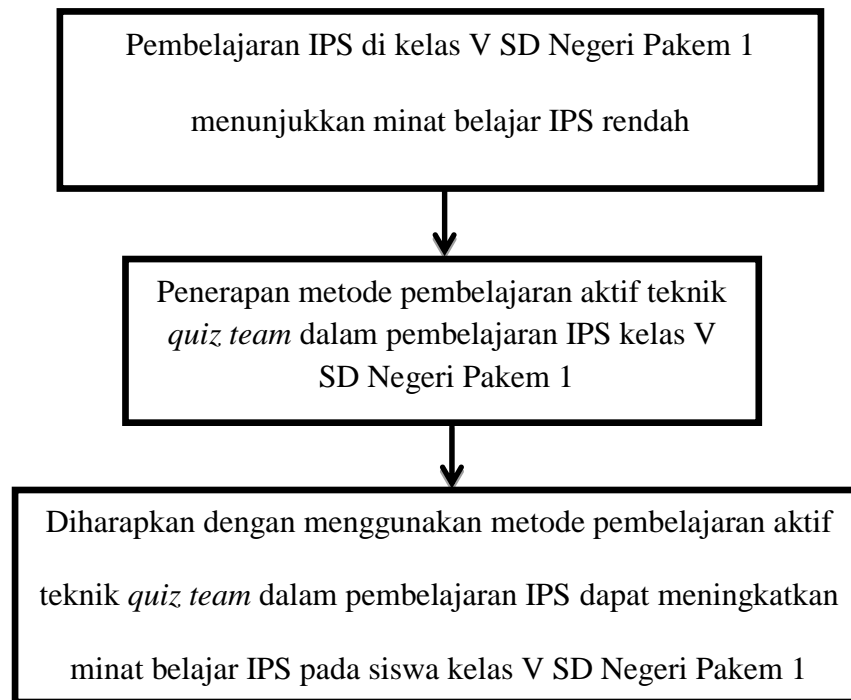 Pembelajaran IPS di kelas V SD Negeri Pakem 1
menunjukkan minat belajar IPS rendah
Penerapan metode pembelajaran aktif teknik
quiz team dalam pembelajaran IPS kelas V
SD Negeri Pakem 1
Diharapkan dengan menggunakan metode pembelajaran aktif
teknik quiz team dalam pembelajaran IPS dapat meningkatkan
minat belajar IPS pada siswa kelas V SD Negeri Pakem 1